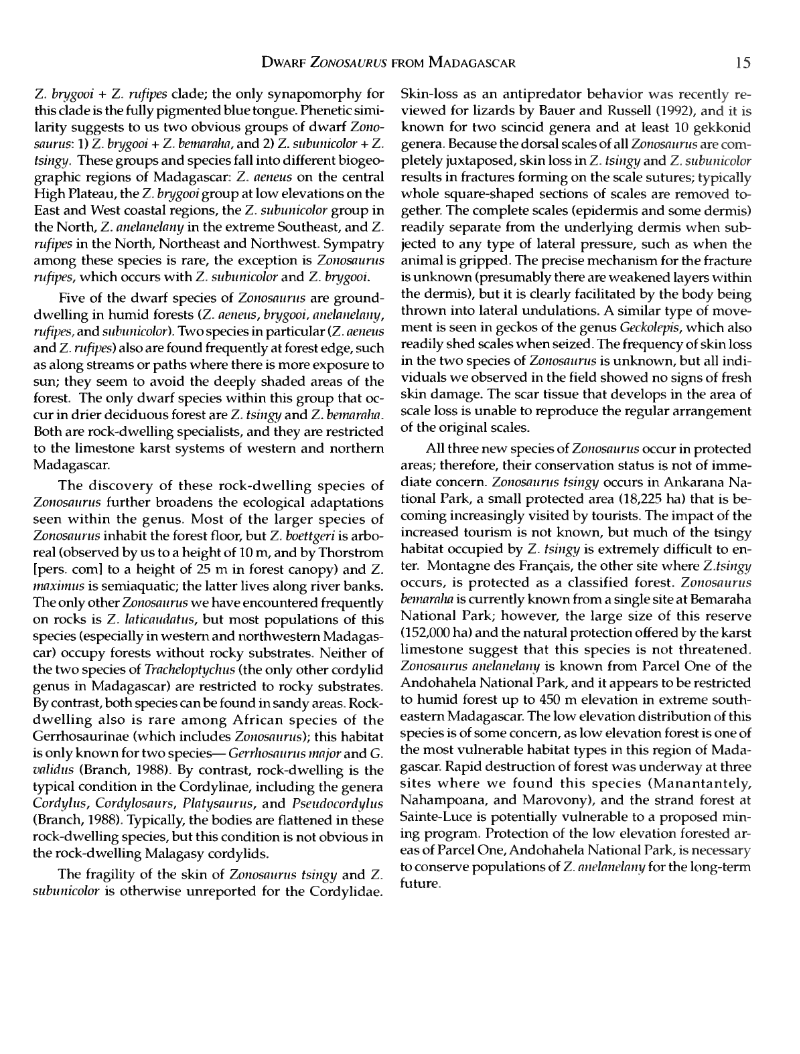 DWARF ZONOSAURUS FROM MADAGASCAR 15
Z. brygooi + Z. rufipes clade; the only synapomorphy for
this clade is the fully pigmented blue tongue. Phenetic simi-
larity suggests to us two obvious groups of dwarf Zono-
saurus: 1) Z. brygooi + Z. bemaraha, and 2) Z. subunicolor + Z.
tsingy. These groups and species fall into different biogeo-
graphic regions of Madagascar: Z. aeneus on the central
High Plateau, the Z. brygooi group at low elevations on the
East and West coastal regions, the Z. subunicolor group in
the North, Z. anelanelany in the extreme Southeast, and Z.
rufipes in the North, Northeast and Northwest. Sympatry
among these species is rare, the exception is Zonosaurus
rufipes, which occurs with Z. subunicolor and Z. brygooi.
Five of the dwarf species of Zonosaurus are ground-
dwelling in humid forests (Z. aeneus, brygooi, anelanelany,
rufipes, and subunicolor). Two species in particular (Z. aeneus
and Z. rufipes) also are found frequently at forest edge, such
as along streams or paths where there is more exposure to
sun; they seem to avoid the deeply shaded areas of the
forest. The only dwarf species within this group that oc-
cur in drier deciduous forest are Z. tsingy and Z. bemaraha.
Both are rock-dwelling specialists, and they are restricted
to the limestone karst systems of western and northern
Madagascar.
The discovery of these rock-dwelling species of
Zonosaurus further broadens the ecological adaptations
seen within the genus. Most of the larger species of
Zonosaurus inhabit the forest floor, but Z. boettgeri is arbo-
real (observed by us to a height of 10 m, and by Thorstrom
[pers. com] to a height of 25 m in forest canopy) and Z.
maximus is semiaquatic; the latter lives along river banks.
The only other Zonosaurus we have encountered frequently
on rocks is Z. laticaudatus, but most populations of this
species (especially in western and northwestern Madagas-
car) occupy forests without rocky substrates. Neither of
the two species of Tracheloptychus (the only other cordylid
genus in Madagascar) are restricted to rocky substrates.
By contrast, both species can be found in sandy areas. Rock-
dwelling also is rare among African species of the
Gerrhosaurinae (which includes Zonosaurus); this habitat
is only known for two species— Gerrhosaurus major and G.
validus (Branch, 1988). By contrast, rock-dwelling is the
typical condition in the Cordylinae, including the genera
Cordylus, Cordylosaurs, Platysaurus, and Pseudocordylus
(Branch, 1988). Typically, the bodies are flattened in these
rock-dwelling species, but this condition is not obvious in
the rock-dwelling Malagasy cordylids.
The fragility of the skin of Zonosaurus tsingy and Z.
subunicolor is otherwise unreported for the Cordylidae.
Skin-loss as an antipredator behavior was recently re-
viewed for lizards by Bauer and Russell (1992), and it is
known for two scincid genera and at least 10 gekkonid
genera. Because the dorsal scales of all Zonosaurus are com-
pletely juxtaposed, skin loss in Z. tsingy and Z. subunicolor
results in fractures forming on the scale sutures; typically
whole square-shaped sections of scales are removed to-
gether. The complete scales (epidermis and some dermis)
readily separate from the underlying dermis when sub-
jected to any type of lateral pressure, such as when the
animal is gripped. The precise mechanism for the fracture
is unknown (presumably there are weakened layers within
the dermis), but it is clearly facilitated by the body being
thrown into lateral undulations. A similar type of move-
ment is seen in geckos of the genus Geckolepis, which also
readily shed scales when seized. The frequency of skin loss
in the two species of Zonosaurus is unknown, but all indi-
viduals we observed in the field showed no signs of fresh
skin damage. The scar tissue that develops in the area of
scale loss is unable to reproduce the regular arrangement
of the original scales.
All three new species of Zonosaurus occur in protected
areas; therefore, their conservation status is not of imme-
diate concern. Zonosaurus tsingy occurs in Ankarana Na-
tional Park, a small protected area (18,225 ha) that is be-
coming increasingly visited by tourists. The impact of the
increased tourism is not known, but much of the tsingy
habitat occupied by Z. tsingy is extremely difficult to en-
ter. Montagne des Français, the other site where Z.tsingy
occurs, is protected as a classified forest. Zonosaurus
bemaraha is currently known from a single site at Bemaraha
National Park; however, the large size of this reserve
(152,000 ha) and the natural protection offered by the karst
limestone suggest that this species is not threatened.
Zonosaurus anelanelany is known from Parcel One of the
Andohahela National Park, and it appears to be restricted
to humid forest up to 450 m elevation in extreme south-
eastern Madagascar. The low elevation distribution of this
species is of some concern, as low elevation forest is one of
the most vulnerable habitat types in this region of Mada-
gascar. Rapid destruction of forest was underway at three
sites where we found this species (Manantantely,
Nahampoana, and Marovony), and the strand forest at
Sainte-Luce is potentially vulnerable to a proposed min-
ing program. Protection of the low elevation forested ar-
eas of Parcel One, Andohahela National Park, is necessary
to conserve populations of Z. anelanelany for the long-term
future.